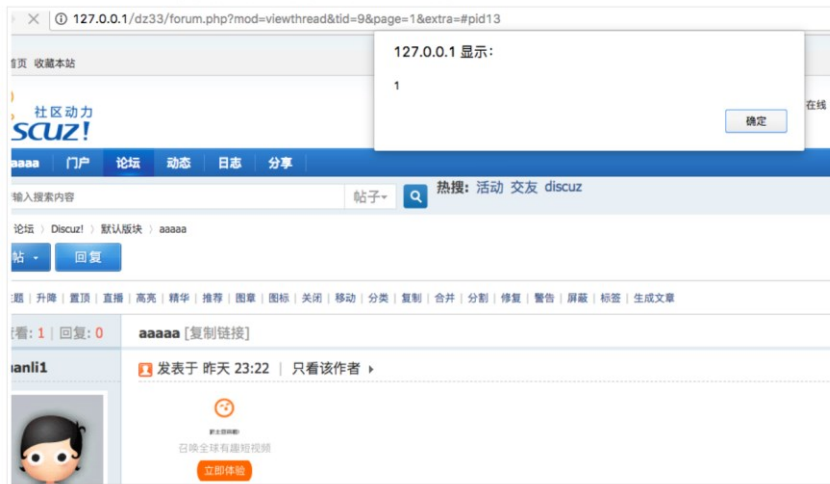 127.0.0.1/dz33/forum.php?mod=viewthread&tid=9&page=1&extra=#pid13
127.0.0.1 显示：
1
确定
首页 收藏本站
在线
社区动力
scuz!
aaaa 门户 论坛 动态 日志 分享
输入搜索内容
帖子
热搜: 活动 交友 discuz
论坛 〉 Discuz! 〉 默认版块 〉 aaaaa
帖
回复
主题 | 升降 | 置顶 | 直播 | 高亮 | 精华 | 推荐 | 图章 | 图标 | 关闭 | 移动 | 分类 | 复制 | 合并 | 分割 | 修复 | 警告 | 屏蔽 | 标签 | 生成文章
查看: 1 | 回复: 0
aaaaa [复制链接]
anli1
发表于 昨天 23:22 | 只看该作者
召唤全球有趣短视频
立即体验